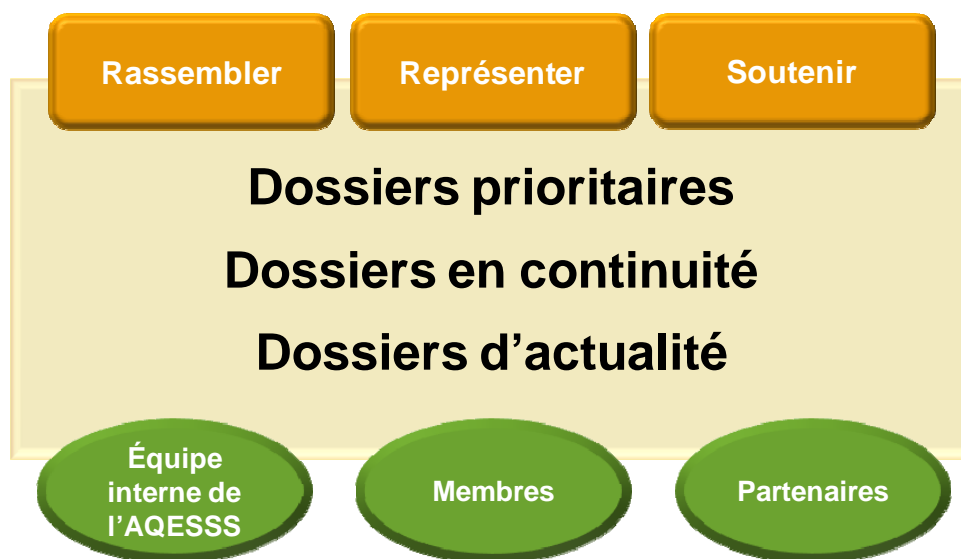 Rassembler
Représenter
Soutenir
Dossiers prioritaires
Dossiers en continuité
Dossiers d’actualité
Équipe
interne de
l’AQESSS
Membres
Partenaires